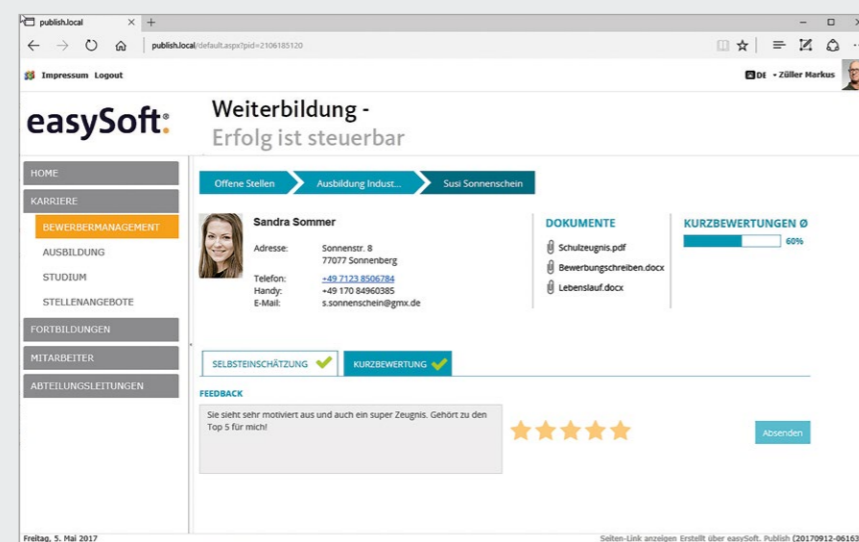 publish.local
publish.local/default.aspx?pid=2106185120
Impressum Logout
DE - Züller Markus
easySoft.
Weiterbildung -
Erfolg ist steuerbar
HOME
KARRIERE
BEWERBERMANAGEMENT
AUSBILDUNG
STUDIUM
STELLENANGEBOTE
FORTBILDUNGEN
MITARBEITER
ABTEILUNGSLEITUNGEN
Offene Stellen Ausbildung Indust... Susi Sonnenschein
Sandra Sommer
Adresse: Sonnenstr. 8
77077 Sonnenberg
Telefon: +49 7123 8506784
Handy: +49 170 84960385
E-Mail: s.sonnenschein@gmx.de
DOKUMENTE
Schulzeugnis.pdf
Bewerbungschreiben.docx
Lebenslauf.docx
KURZBEWERTUNGEN Ø
60%
SELBSTEINSCHÄTZUNG KURZBEWERTUNG
FEEDBACK
Sie sieht sehr motiviert aus und auch ein super Zeugnis. Gehört zu den
Top 5 für mich!
Absenden
Freitag, 5. Mai 2017
Seiten-Link anzeigen Erstellt über easySoft. Publish (20170912-06163